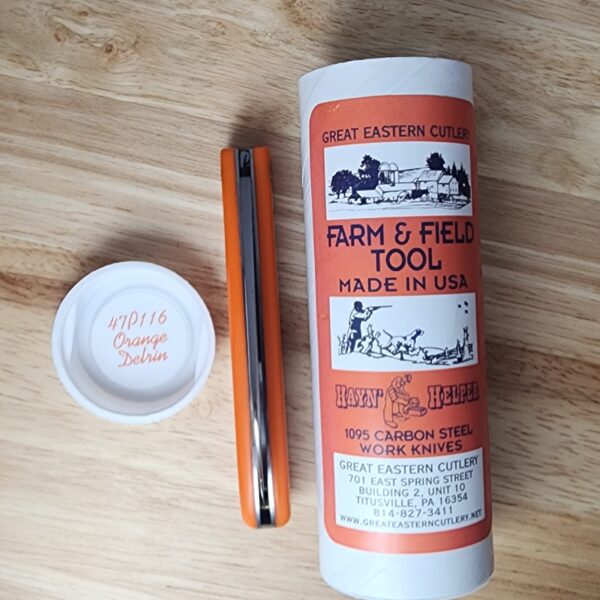 47P116
Orange
Delrin
GREAT EASTERN CUTLERY
FARM & FIELD
TOOL
MADE IN USA
HAYN' HELPER
1095 CARBON STEEL
WORK KNIVES
GREAT EASTERN CUTLERY
701 EAST SPRING STREET
BUILDING 2, UNIT 10
TITUSVILLE, PA 16354
814-827-3411
WWW.GREATEASTERNCUTLERY.NET